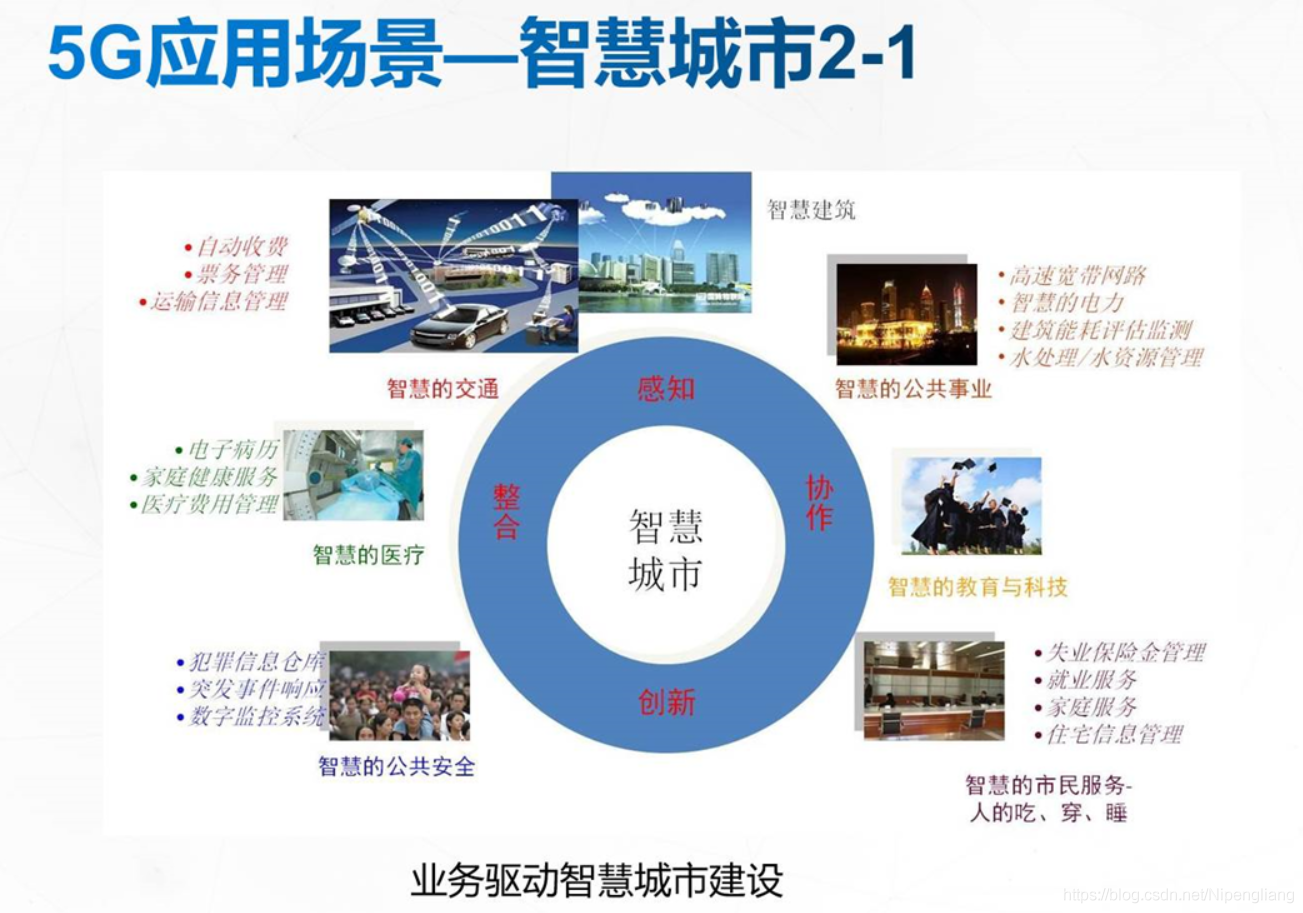 5G应用场景—智慧城市2-1
智慧建筑
•自动收费
•票务管理
•运输信息管理
智慧的交通
•高速宽带网路
•智慧的电力
•建筑能耗评估监测
•水处理/水资源管理
智慧的公共事业
•电子病历
•家庭健康服务
•医疗费用管理
智慧的医疗
感知
整合
协作
创新
智慧
城市
智慧的教育与科技
•犯罪信息仓库
•突发事件响应
•数字监控系统
智慧的公共安全
•失业保险金管理
•就业服务
•家庭服务
•住宅信息管理
智慧的市民服务-
人的吃、穿、睡
业务驱动智慧城市建设
https://blog.csdn.net/Nipengliang